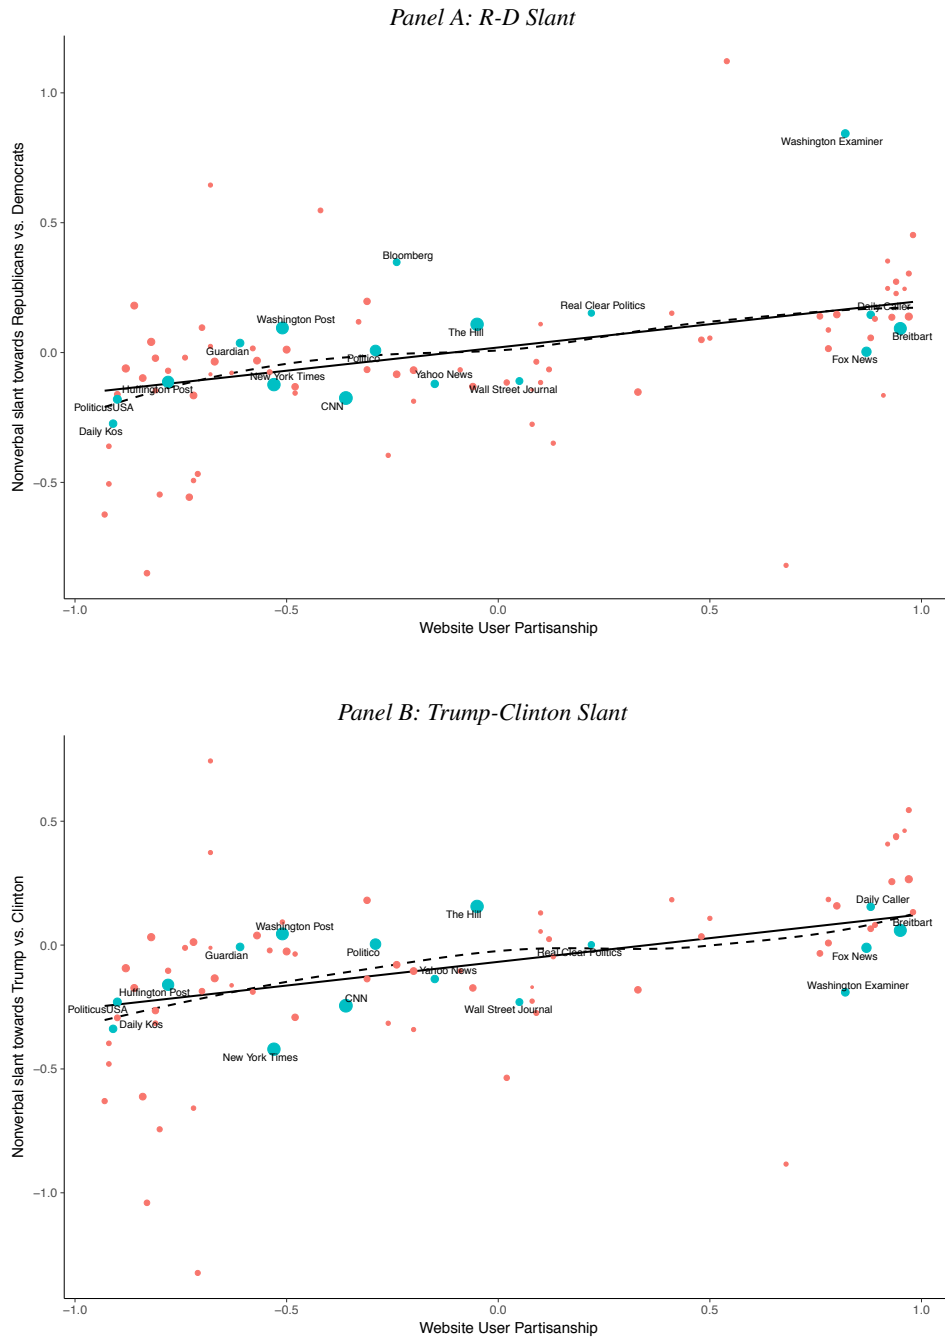 Panel A: R-D Slant
Nonverbal slant towards Republicans vs. Democrats
1.0
0.5
0.0
−0.5
Washington Examiner
Bloomberg
Real Clear Politics
Daily Caller
Washington Post
The Hill
Breitbart
Guardian
Politico
Fox News
New York Times
Yahoo News
Huffington Post
Wall Street Journal
PoliticusUSA
CNN
Daily Kos
−1.0
−0.5
0.0
0.5
1.0
Website User Partisanship
Panel B: Trump-Clinton Slant
Nonverbal slant towards Trump vs. Clinton
0.5
0.0
−0.5
−1.0
Daily Caller
The Hill
Breitbart
Washington Post
Guardian
Politico
Real Clear Politics
Fox News
Yahoo News
Washington Examiner
Huffington Post
CNN
PoliticusUSA
Wall Street Journal
Daily Kos
New York Times
−1.0
−0.5
0.0
0.5
1.0
Website User Partisanship